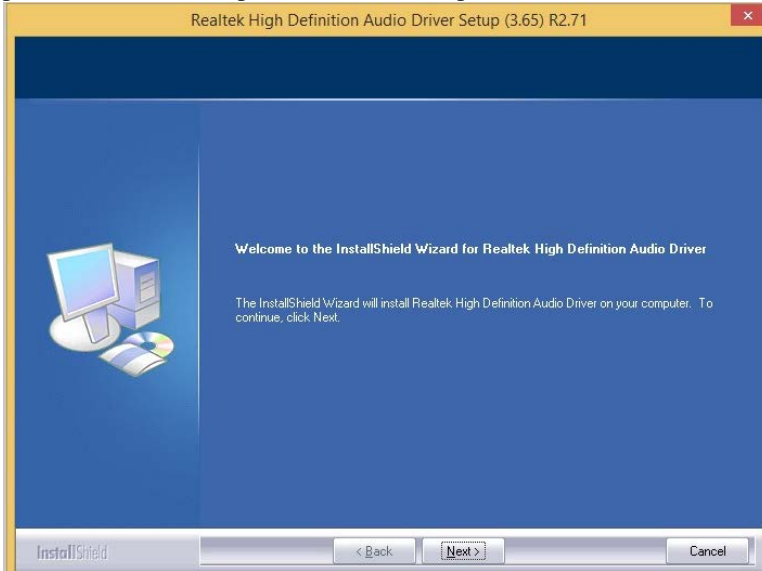 Realtek High Definition Audio Driver Setup (3.65) R2.71
Welcome to the InstallShield Wizard for Realtek High Definition Audio Driver
The InstallShield Wizard will install Realtek High Definition Audio Driver on your computer. To
continue, click Next.
InstallShield
< Back
Next >
Cancel